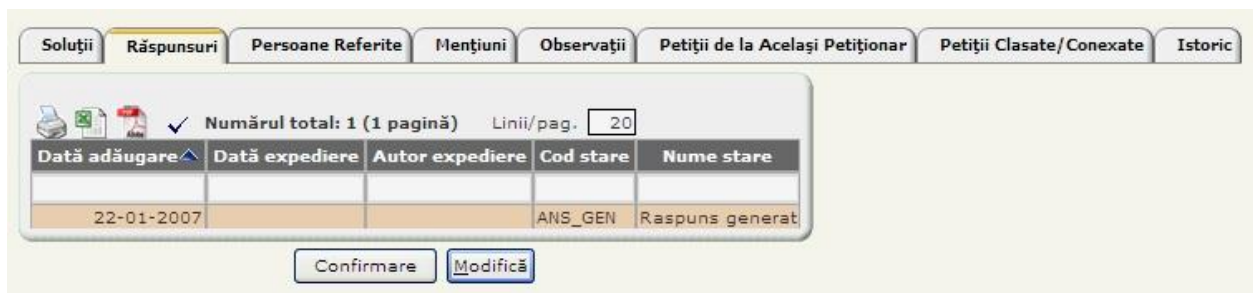 Soluții Răspunsuri Persoane Referite Mențiuni Observații Petiții de la Același Petiționar Petiții Clasate/Conexate Istoric
Numărul total: 1 (1 pagină) Linii/pag. 20
Dată adăugare Dată expediere Autor expediere Cod stare Nume stare
22-01-2007 ANS_GEN Raspuns generat
Confirmare Modifică